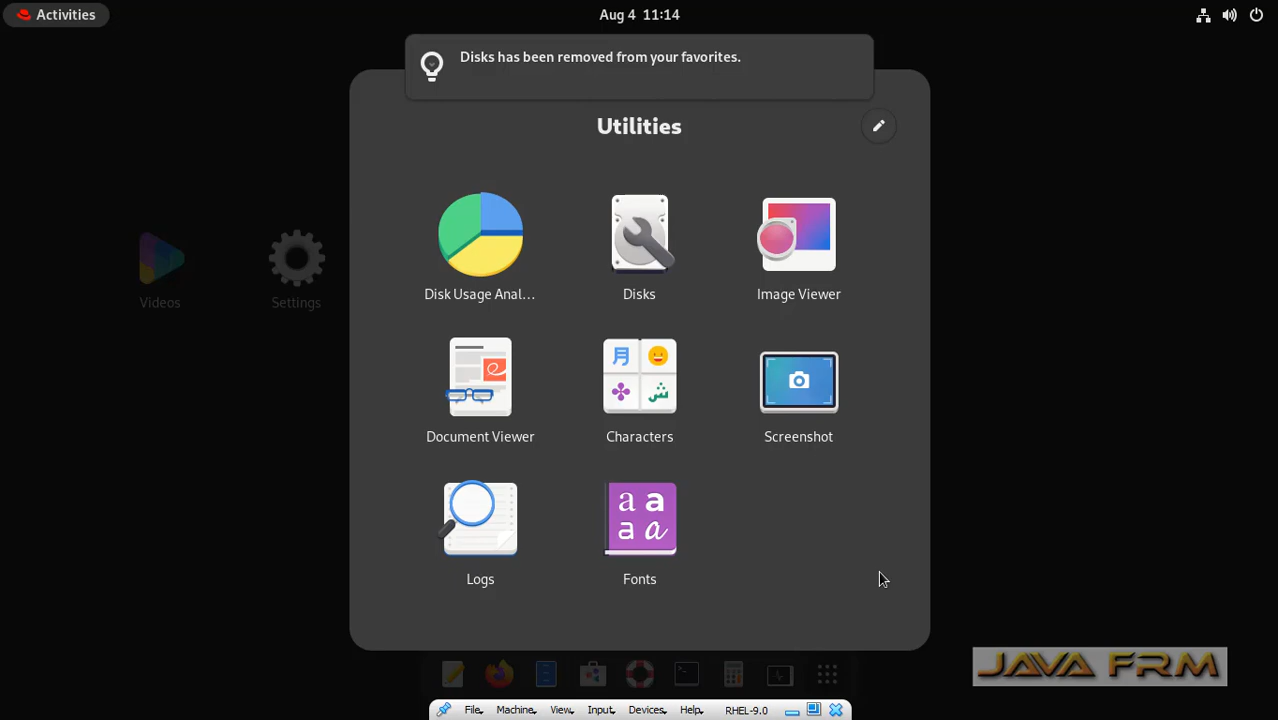 Activities
Aug 4 11:14
Disks has been removed from your favorites.
Utilities
Videos
Settings
Disk Usage Anal...
Disks
Image Viewer
月
ش
Document Viewer
Characters
Screenshot
a a
a a
Logs
Fonts
JAVA FRM
File
Machine
View
Input
Devices
Help
RHEL-9.0